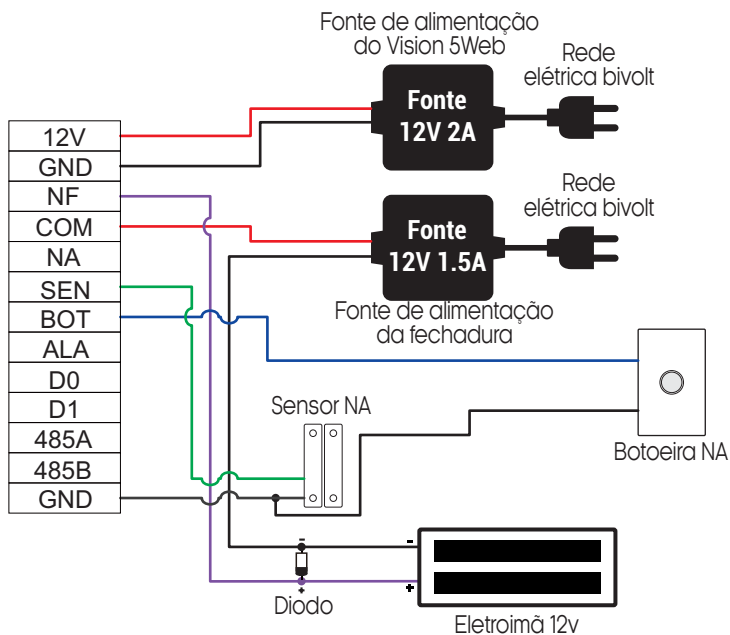 Fonte de alimentação
do Vision 5Web
Rede
elétrica bivolt
Fonte
12V 2A
12V
GND
NF
COM
NA
SEN
BOT
ALA
D0
D1
485A
485B
GND
Rede
elétrica bivolt
Fonte
12V 1.5A
Fonte de alimentação
da fechadura
Sensor NA
Botoeira NA
-
+
-
+
Diodo
Eletroimã 12v